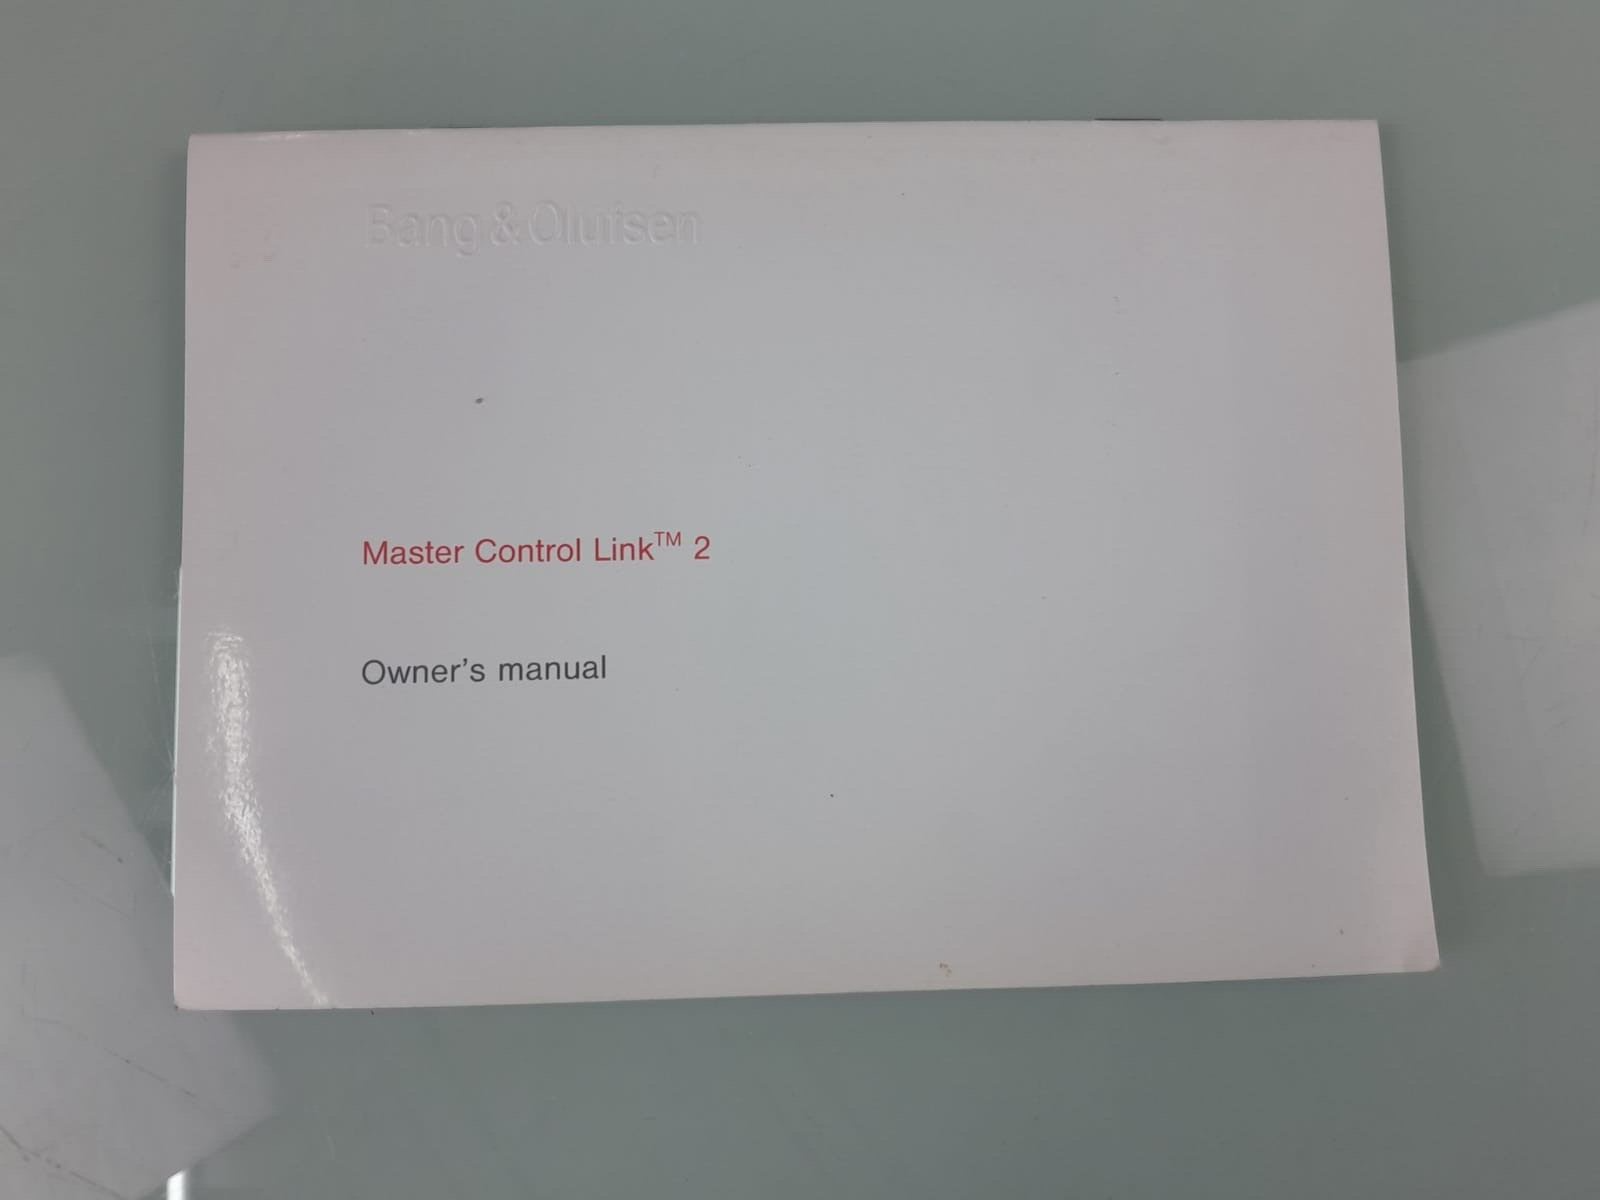 Bang & Olufsen
Master Control Link™ 2
Owner's manual